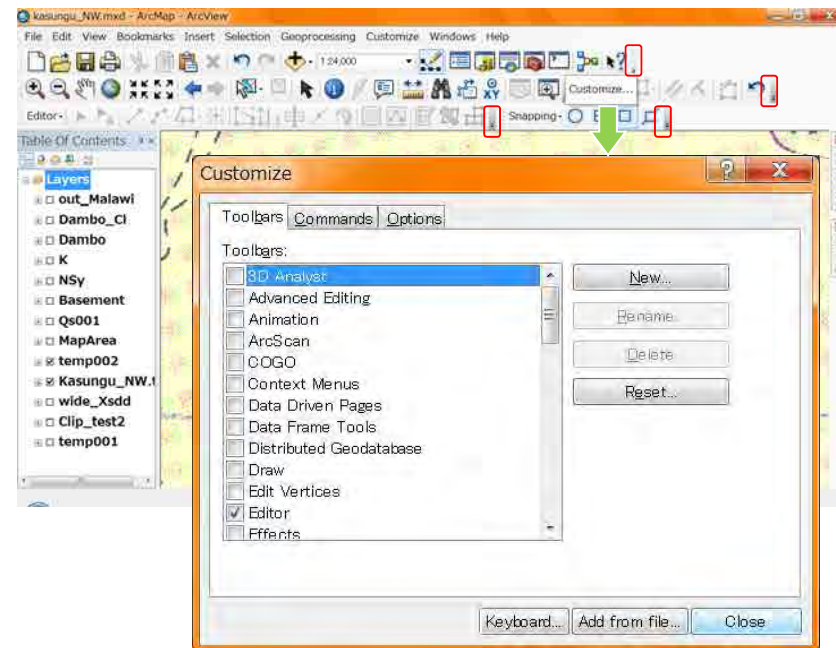 kasungu_NW.mxd - ArcMap - ArcView
File Edit View Bookmarks Insert Selection Geoprocessing Customize Windows Help
1:24,000
Customize...
Editor Snapping
Table Of Contents
Layers
out_Malawi
Dambo_Cl
Dambo
K
NSy
Basement
Qs001
MapArea
temp002
Kasungu_NW.t
wide_Xsdd
Clip_test2
temp001
Customize
Toolbars Commands Options
Toolbars:
3D Analyst
Advanced Editing
Animation
ArcScan
COGO
Context Menus
Data Driven Pages
Data Frame Tools
Distributed Geodatabase
Draw
Edit Vertices
Editor
Effects
New...
Rename
Delete
Reset...
Keyboard... Add from file... Close